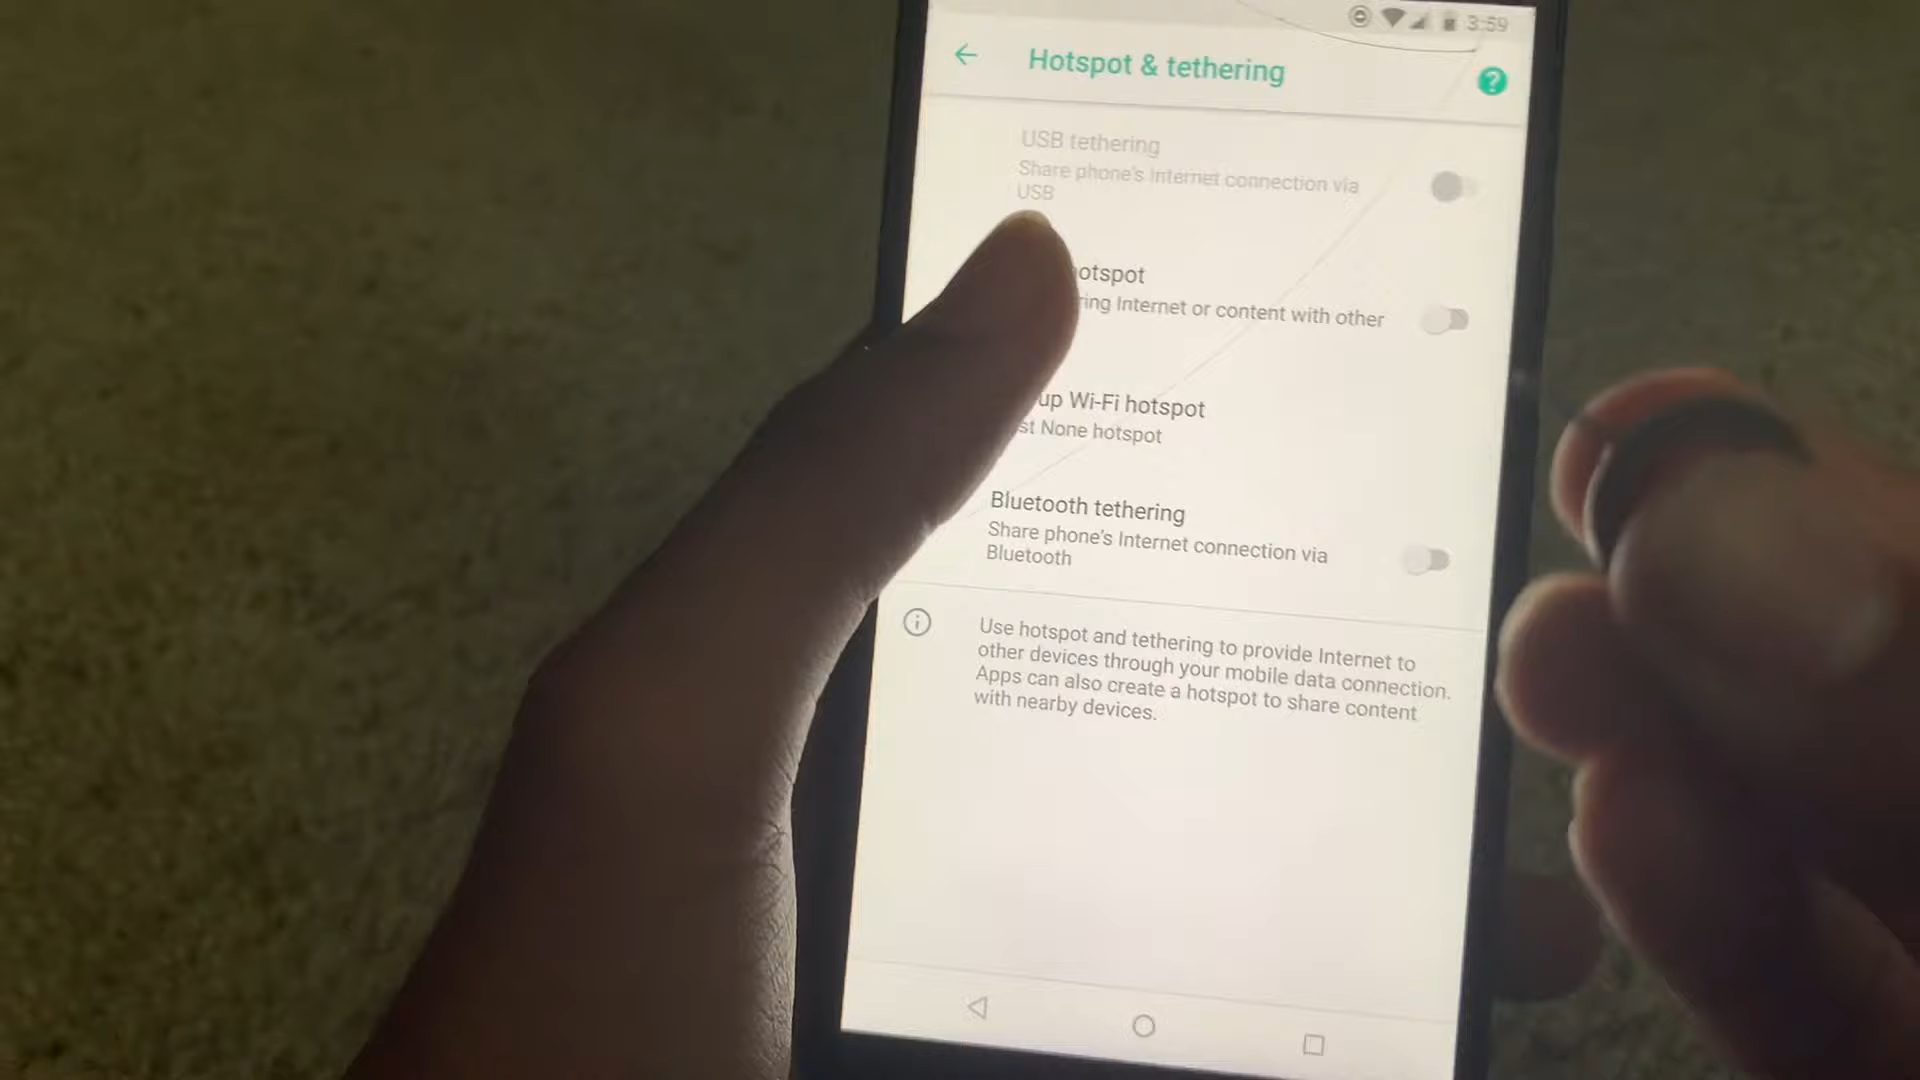 3:59
Hotspot & tethering
?
USB tethering
Share phone's Internet connection via
USB
otspot
ring Internet or content with other
up Wi-Fi hotspot
st None hotspot
Bluetooth tethering
Share phone's Internet connection via
Bluetooth
Use hotspot and tethering to provide Internet to
other devices through your mobile data connection.
Apps can also create a hotspot to share content
with nearby devices.